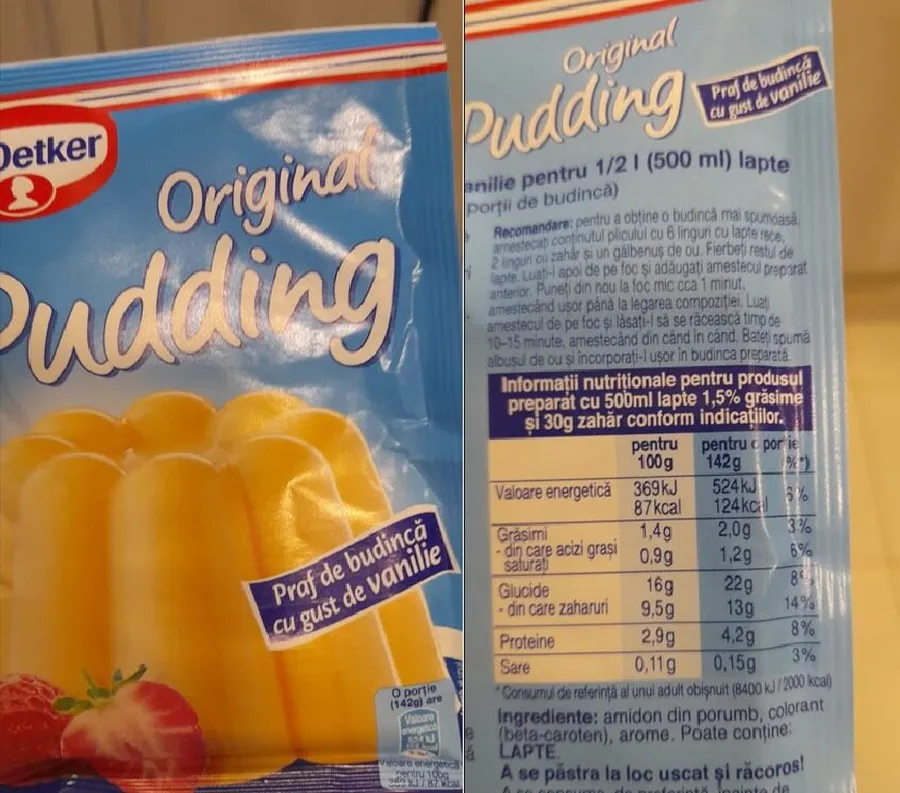 Oetker
Original
Pudding
Praf de budincă
cu gust de vanilie
O porție
(142g) are
Valoare
energetică
Valoare energetică
pentru 100g
Original
Pudding
Praf de budincă
cu gust de vanilie
anilie pentru 1/2 l (500 ml) lapte
porții de budincă)
Recomandare: pentru a obține o budincă mai spumoasă,
amestecați conținutul plicului cu 6 linguri cu lapte rece,
2 linguri cu zahăr și un gălbenuș de ou. Fierbeți restul de
lapte. Luați-l apoi de pe foc și adăugați amestecul preparat
anterior. Puneți din nou la foc mic cca 1 minut,
amestecând ușor până la legarea compoziției. Luați
amestecul de pe foc și lăsați-l să se răcească timp de
10-15 minute, amestecând din când în când. Bateți spumă
albușul de ou și încorporați-l ușor în budinca preparată.
Informații nutriționale pentru produsul
preparat cu 500ml lapte 1,5% grăsime
și 30g zahăr conform indicațiilor.
pentru 100g pentru o porție 142g (%*)
Valoare energetică 369kJ 524kJ 6%
87kcal 124kcal
Grăsimi 1,4g 2,0g 3%
- din care acizi grași saturați 0,9g 1,2g 6%
Glucide 16g 22g 8%
- din care zaharuri 9,5g 13g 14%
Proteine 2,9g 4,2g 8%
Sare 0,11g 0,15g 3%
*Consumul de referință al unui adult obișnuit (8400 kJ / 2000 kcal)
Ingrediente: amidon din porumb, colorant
(beta-caroten), arome. Poate conține:
LAPTE.
A se păstra la loc uscat și răcoros!